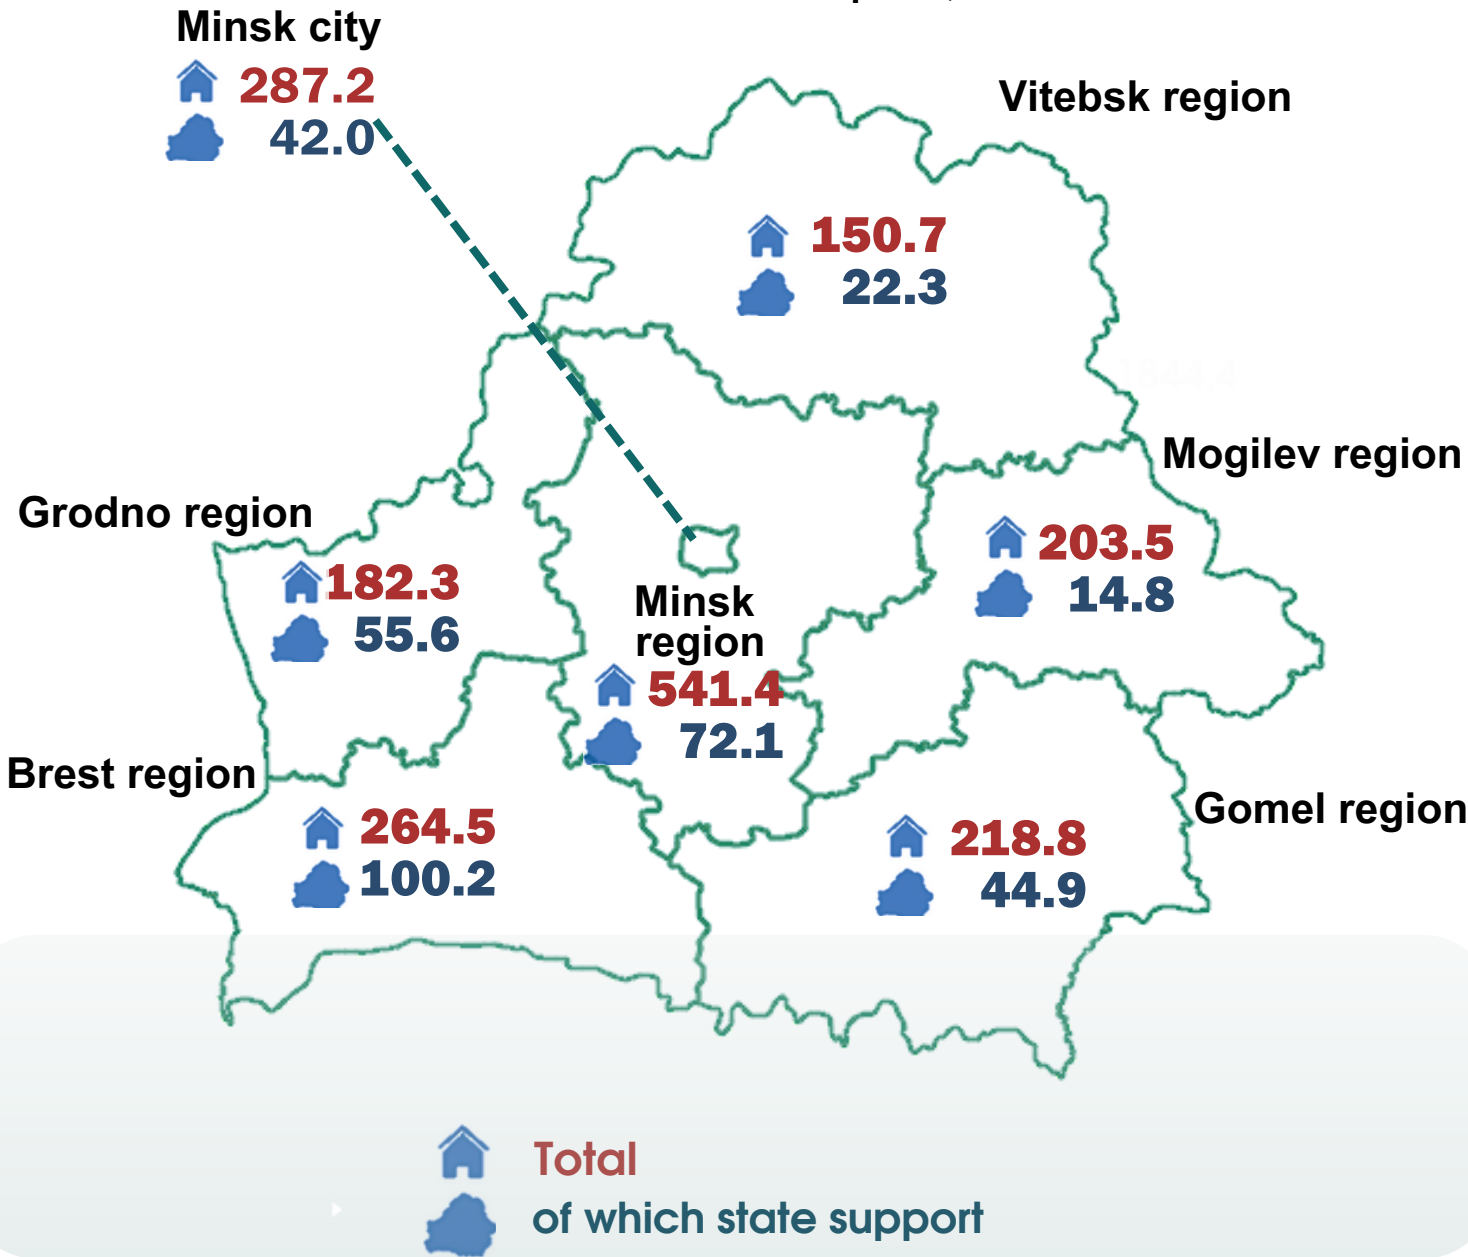 Minsk city
287.2
42.0
Vitebsk region
150.7
22.3
1844,4
Mogilev region
203.5
14.8
Grodno region
182.3
55.6
Minsk
region
541.4
72.1
Brest region
264.5
100.2
Gomel region
218.8
44.9
Total
of which state support